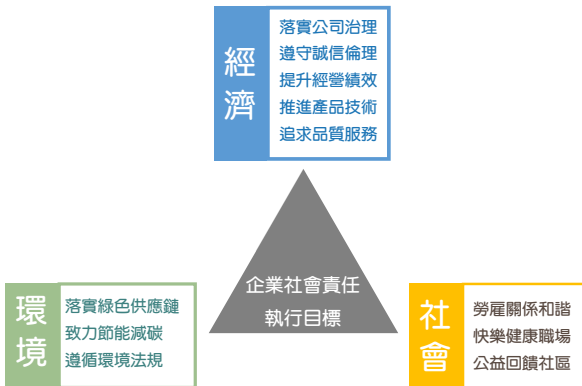 經濟
落實公司治理
遵守誠信倫理
提升經營績效
推進產品技術
追求品質服務
企業社會責任
執行目標
環境
落實綠色供應鏈
致力節能減碳
遵循環境法規
社會
勞雇關係和諧
快樂健康職場
公益回饋社區